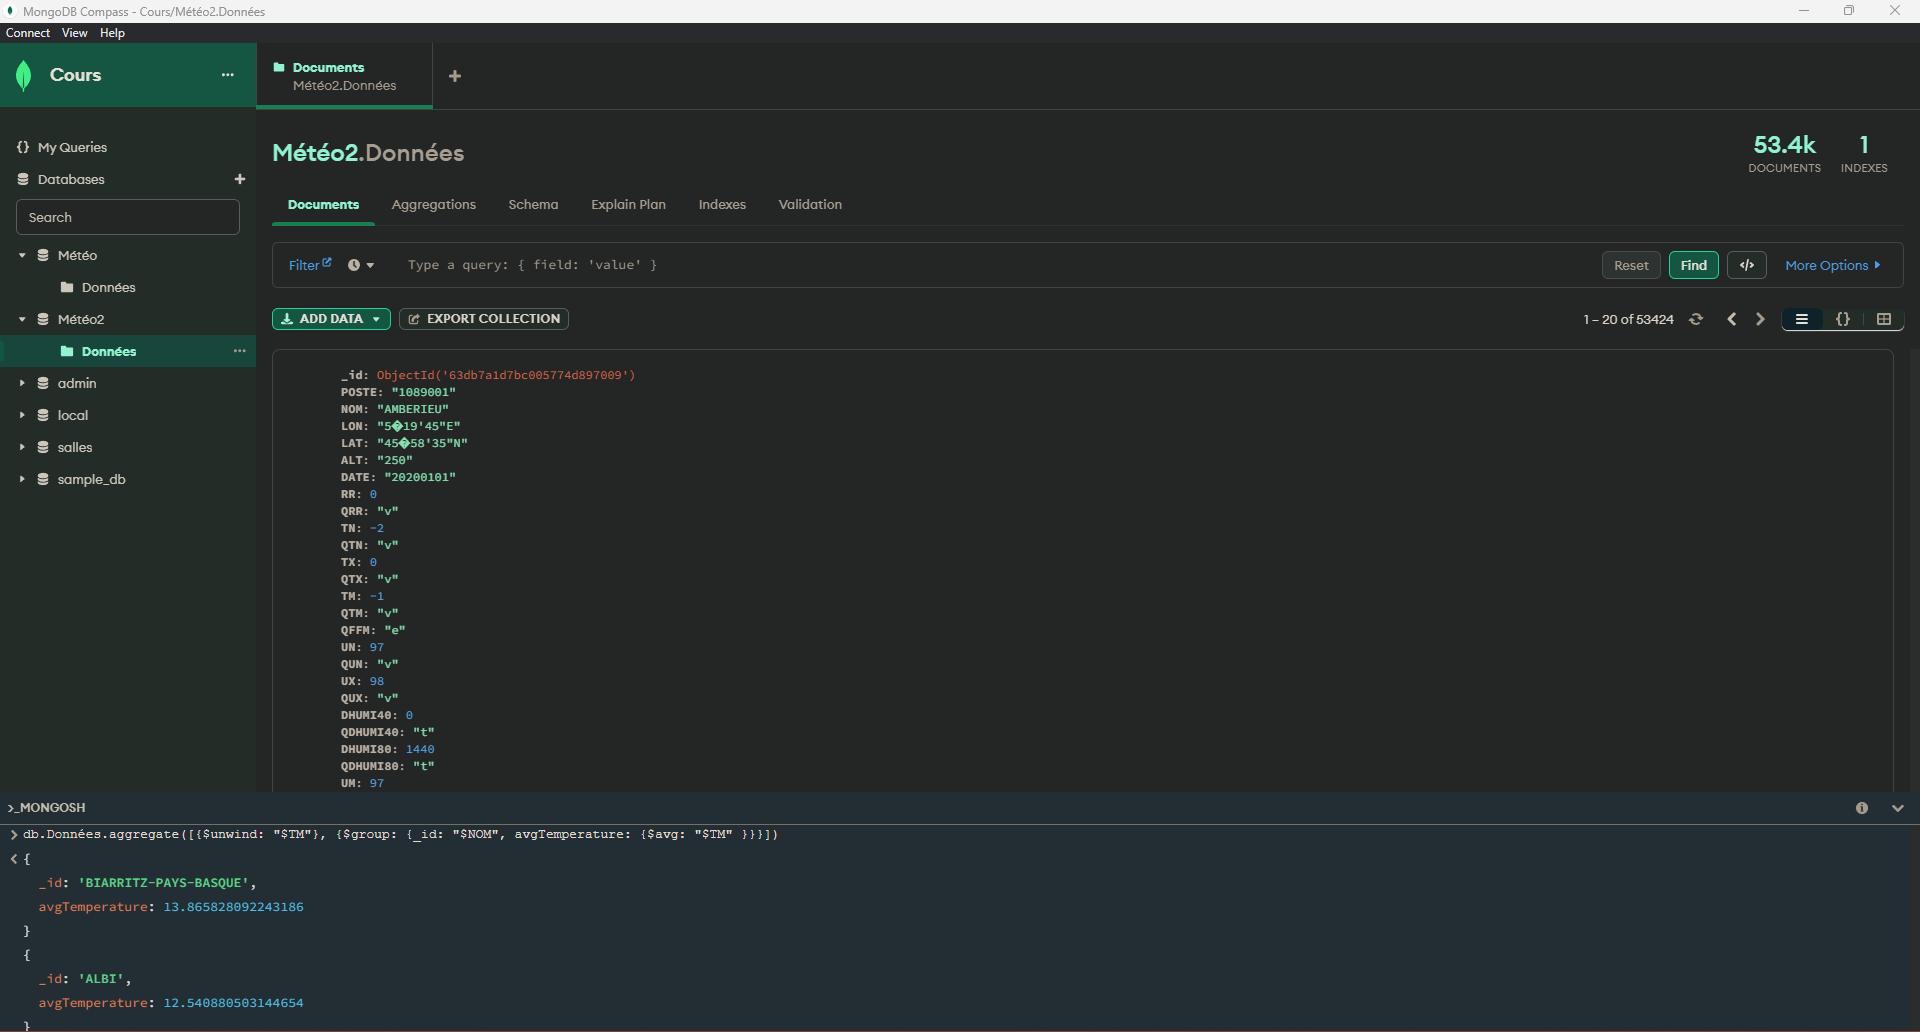 MongoDB Compass - Cours/Météo2.Données
Connect View Help
Cours
Documents
Météo2.Données
My Queries
Databases
Search
Météo
Données
Météo2
Données
admin
local
salles
sample_db
Météo2.Données
53.4k
DOCUMENTS
1
INDEXES
Documents Aggregations Schema Explain Plan Indexes Validation
Filter Type a query: { field: 'value' } Reset Find </> More Options
ADD DATA EXPORT COLLECTION 1 – 20 of 53424 {}
_id: ObjectId('63db7a1d7bc005774d897009')
POSTE: "1089001"
NOM: "AMBERIEU"
LON: "5�19'45"E"
LAT: "45�58'35"N"
ALT: "250"
DATE: "20200101"
RR: 0
QRR: "v"
TN: -2
QTN: "v"
TX: 0
QTX: "v"
TM: -1
QTM: "v"
QFFM: "e"
UN: 97
QUN: "v"
UX: 98
QUX: "v"
DHUMI40: 0
QDHUMI40: "t"
DHUMI80: 1440
QDHUMI80: "t"
UM: 97
>_MONGOSH
> db.Données.aggregate([{$unwind: "$TM"}, {$group: {_id: "$NOM", avgTemperature: {$avg: "$TM" }}}])
< {
_id: 'BIARRITZ-PAYS-BASQUE',
avgTemperature: 13.865828092243186
}
{
_id: 'ALBI',
avgTemperature: 12.540880503144654
}